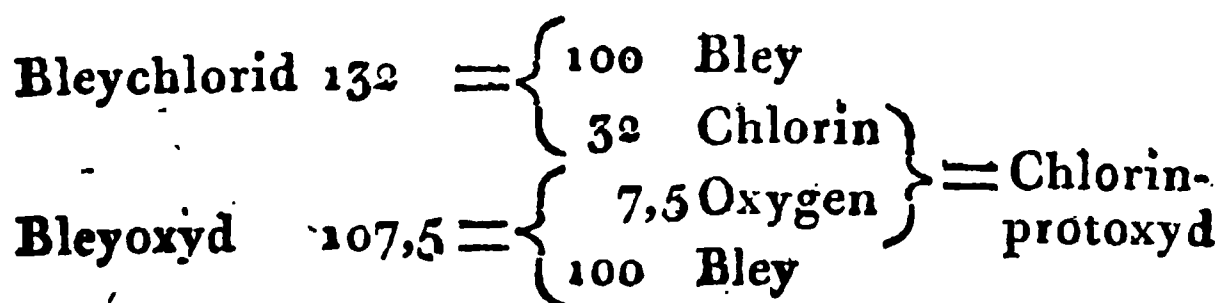 Bleychlorid 132 = { 100 Bley
32 Chlorin
7,5 Oxygen } = Chlorin-
protoxyd
Bleyoxyd 107,5 = {
100 Bley